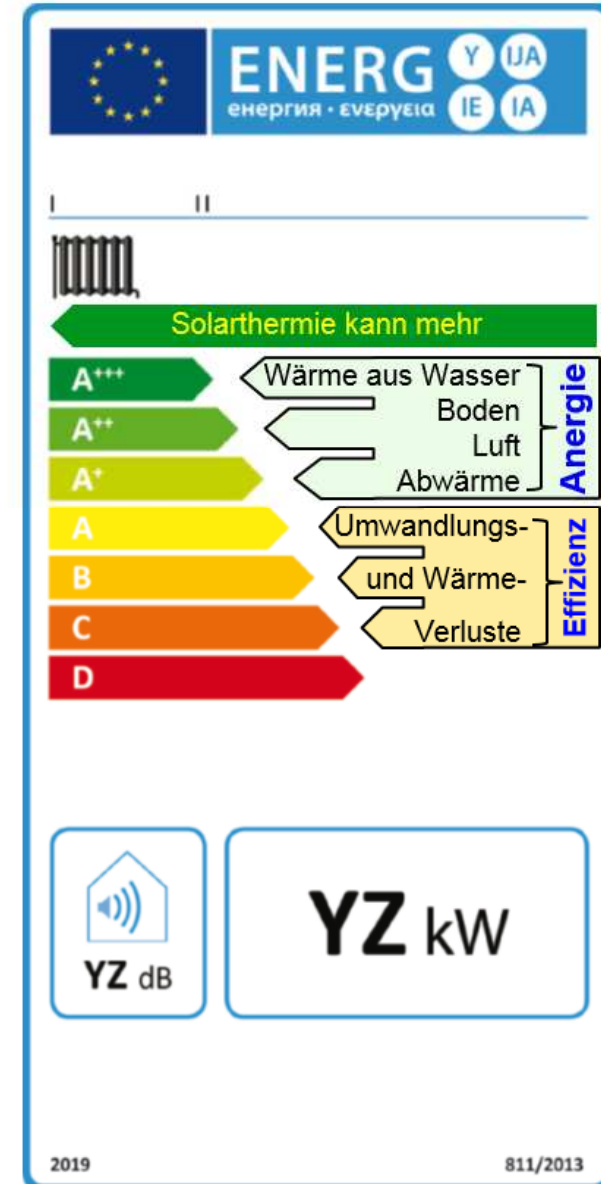 ENERG Y IJA
енергия · ενεργεια IE IA
I II
Solarthermie kann mehr
A+++ Wärme aus Wasser
A++ Boden
Luft
A+ Abwärme
Anergie
A Umwandlungs-
B und Wärme-
C Verluste
Effizienz
D
YZ dB
YZ kW
2019 811/2013